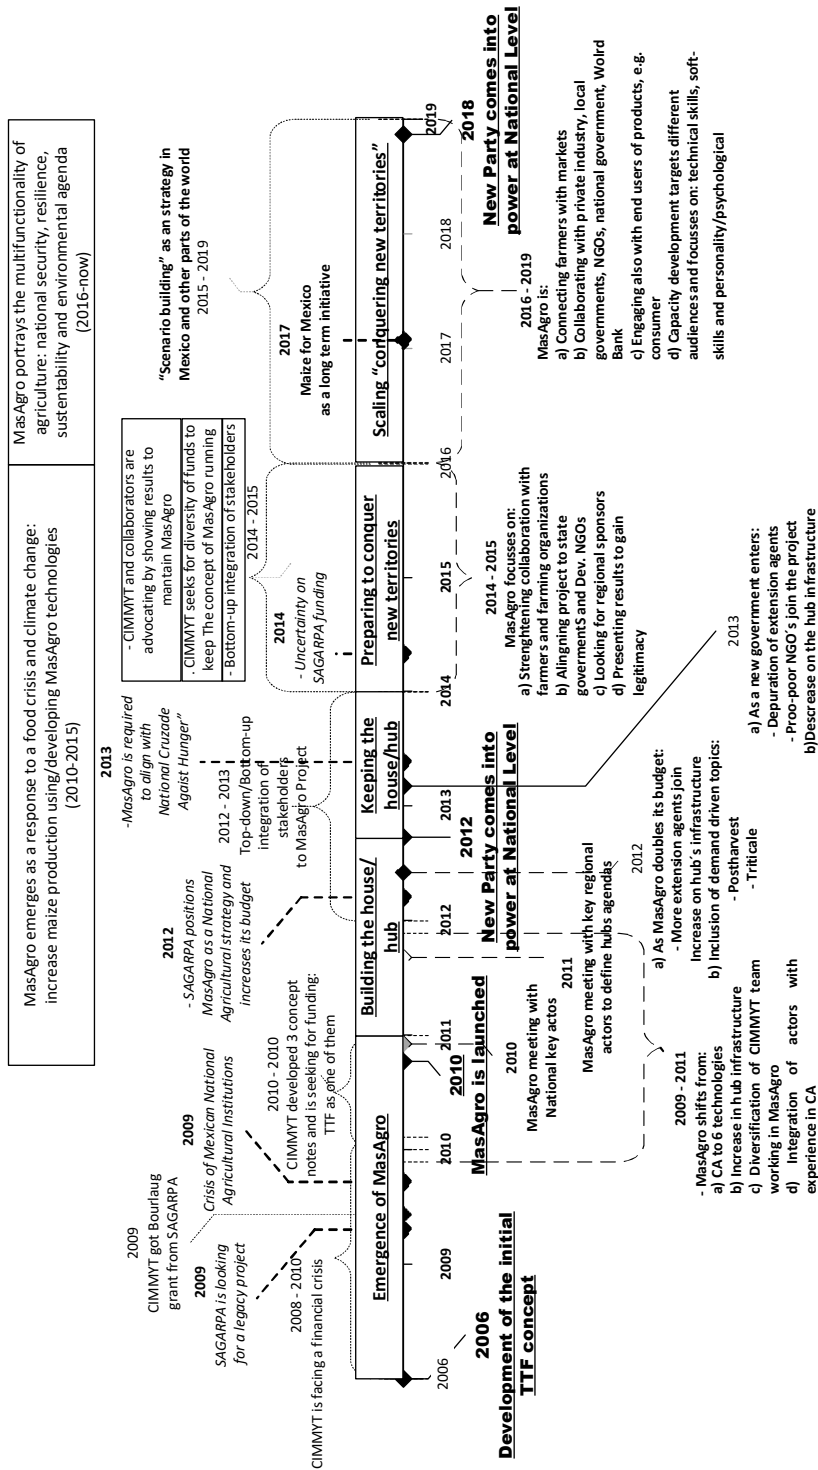 MasAgro emerges as a response to a food crisis and climate change:
increase maize production using/developing MasAgro technologies
(2010-2015)
MasAgro portrays the multifunctionality of
agriculture: national security, resilience,
sustentability and environmental agenda
(2016-now)
2009
CIMMYT got Bourlaug
grant from SAGARPA
2009
SAGARPA is looking
for a legacy project
2008 - 2010
CIMMYT is facing a financial crisis
2009
Crisis of Mexican National
Agricultural Institutions
2010 - 2010
CIMMYT developed 3 concept
notes and is seeking for funding:
TTF as one of them
2012
- SAGARPA positions
MasAgro as a National
Agricultural strategy and
increases its budget
2013
-MasAgro is required
to align with
National Cruzade
Agaist Hunger"
2012 - 2013
Top-down/Bottom-up
integration of
stakeholders
to MasAgro Project
- CIMMYT and collaborators are
advocating by showing results to
mantain MasAgro
. CIMMYT seeks for diversity of funds to
keep The concept of MasAgro running
- Bottom-up integration of stakeholders
2014 - 2015
2014
- Uncertainty on
SAGARPA funding
"Scenario building" as an strategy in
Mexico and other parts of the world
2015 - 2019
2017
Maize for Mexico
as a long term initiative
Emergence of MasAgro
Building the house/
hub
Keeping the
house/hub
Preparing to conquer
new territories
Scaling "conquering new territories"
2006
2009
2010
2011
2012
2013
2014
2015
2016
2017
2018
2019
2006
Development of the initial
TTF concept
2010
MasAgro is launched
2012
New Party comes into
power at National Level
2018
New Party comes into
power at National Level
2010
MasAgro meeting with
National key actos
2011
MasAgro meeting with key regional
actors to define hubs agendas
2009 - 2011
- MasAgro shifts from:
a) CA to 6 technologies
b) Increase in hub infrastructure
c) Diversification of CIMMYT team
working in MasAgro
d) Integration of actors with
experience in CA
2012
a) As MasAgro doubles its budget:
- More extension agents join
Increase on hub´s infrastructure
b) Inclusion of demand driven topics:
- Postharvest
- Triticale
2013
a) As a new government enters:
- Depuration of extension agents
- Proo-poor NGO´s join the project
b)Descrease on the hub infrastructure
2014 - 2015
MasAgro focusses on:
a) Strenghtening collaboration with
farmers and farming organizations
b) Alingning project to state
govermentS and Dev. NGOs
c) Looking for regional sponsors
d) Presenting results to gain
legitimacy
2016 - 2019
MasAgro is:
a) Connecting farmers with markets
b) Collaborating with private industry, local
governments, NGOs, national government, Wolrd
Bank
c) Engaging also with end users of products, e.g.
consumer
d) Capacity development targets different
audiences and focusses on: technical skills, soft-
skills and personality/psychological